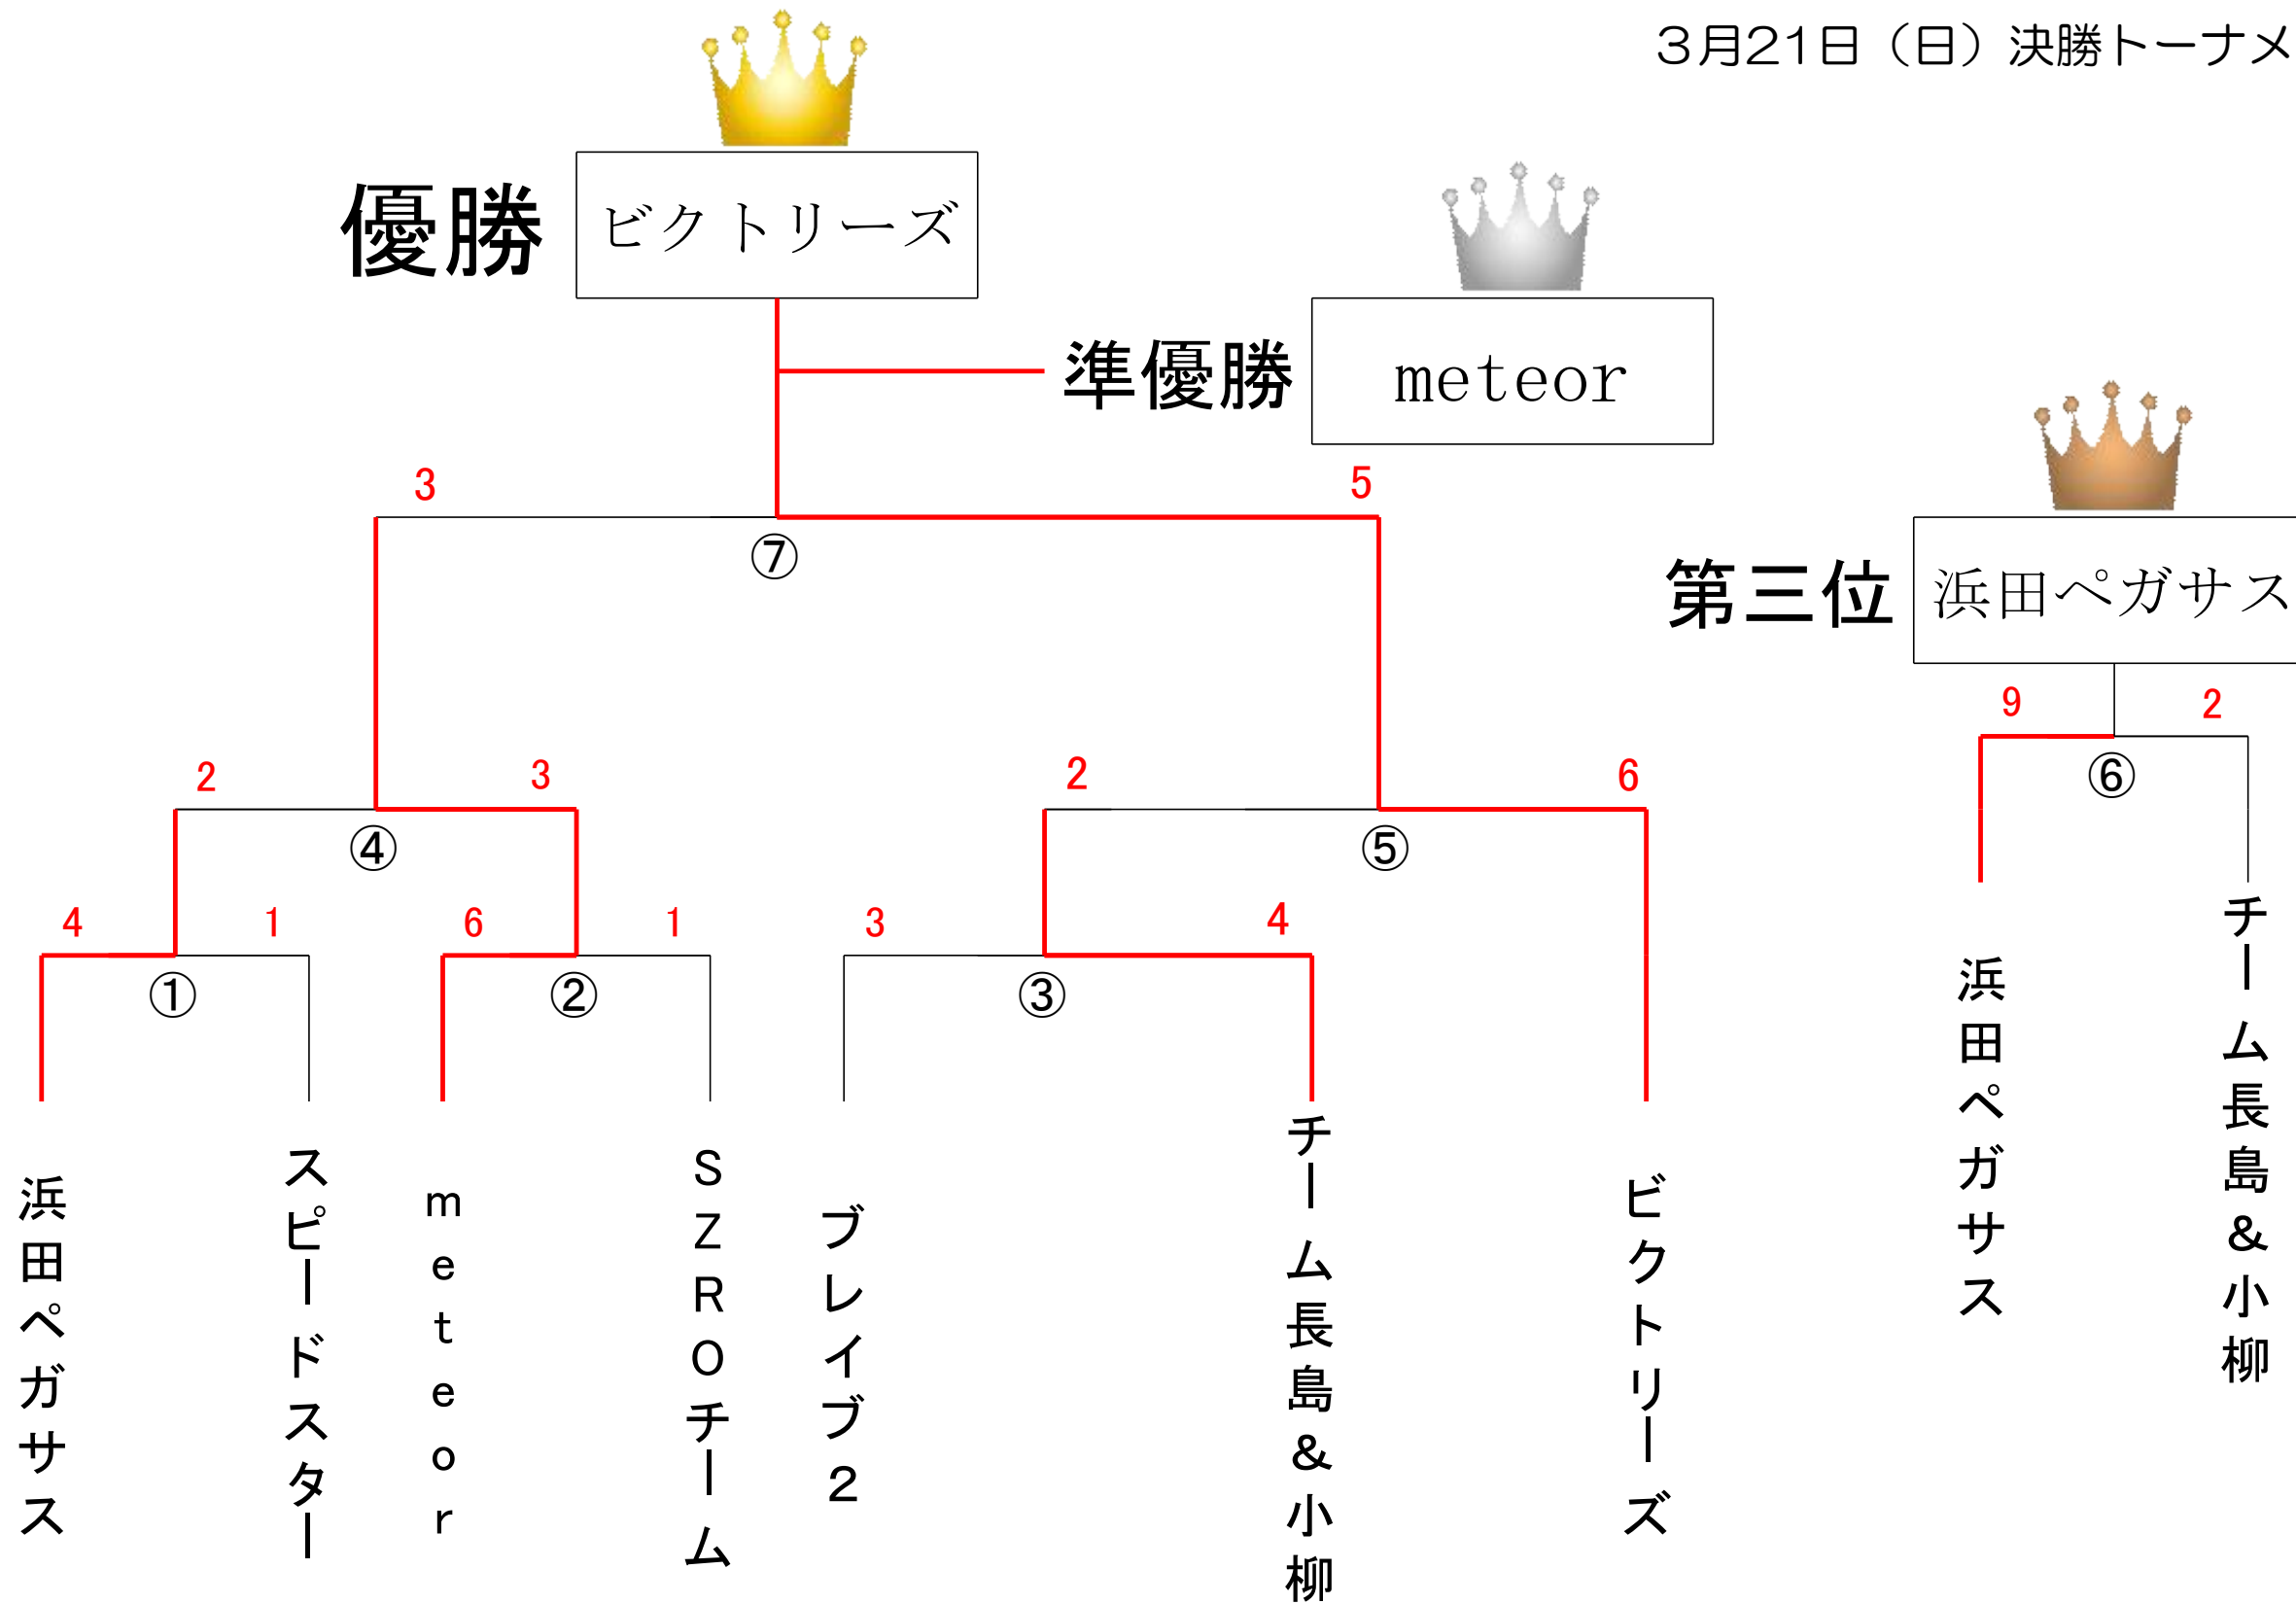 ３月２１日（日）決勝トーナメ
優勝
ビクトリーズ
準優勝
meteor
第三位
浜田ペガサス
3
5
⑦
9
2
⑥
2
3
④
2
6
⑤
4
1
①
6
1
②
3
4
③
浜田ペガサス
スピードスター
meteor
SZROチーム
ブレイブ２
チーム長島＆小柳
ビクトリーズ
浜田ペガサス
チーム長島＆小柳